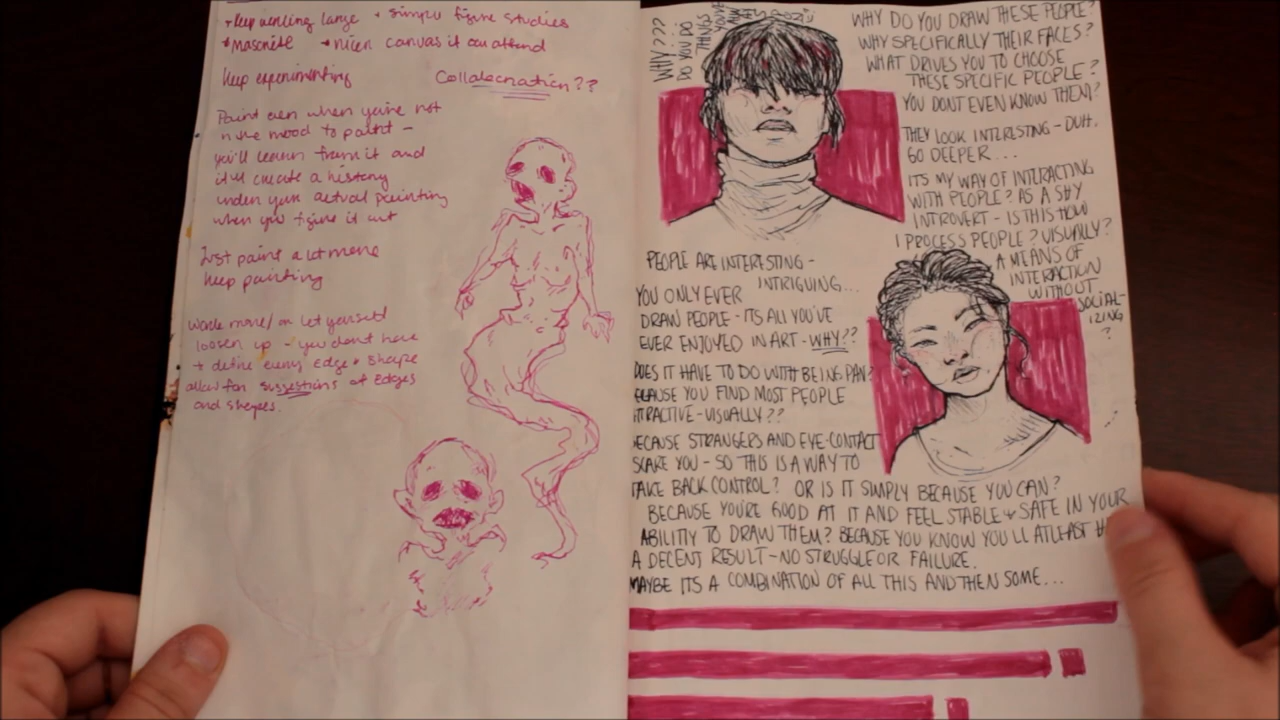 keep working large + simple figure studies
+ Masonite + nicer canvas if can afford
Keep experimenting
Collaboration??
Paint even when you're not
in the mood to paint -
you'll learn from it and
it'll create a history
under your actual painting
when you figure it out
Just paint a lot more
keep painting
Work more/on let yourself
loosen up - you don't have
to define every Edge + Shape
allow for suggestions of Edges
and shapes.
WHY???
DO YOU DO
THINGS
YOU'VE
WHY DO YOU DRAW THESE PEOPLE?
WHY SPECIFICALLY THEIR FACES?
WHAT DRIVES YOU TO CHOOSE
THESE SPECIFIC PEOPLE?
YOU DONT EVEN KNOW THEM?
THEY LOOK INTERESTING - DUH.
GO DEEPER...
ITS MY WAY OF INTERACTING
WITH PEOPLE? AS A SHY
INTROVERT - IS THIS HOW
I PROCESS PEOPLE? VISUALLY?
A MEANS OF
INTERACTION
WITHOUT
SOCIAL-
IZING
?
PEOPLE ARE INTERESTING -
INTRIGUING...
YOU ONLY EVER
DRAW PEOPLE - ITS ALL YOU'VE
EVER ENJOYED IN ART - WHY??
DOES IT HAVE TO DO WITH BEING PAN?
BECAUSE YOU FIND MOST PEOPLE
ATTRACTIVE - VISUALLY??
BECAUSE STRANGERS AND EYE-CONTACT
SCARE YOU - SO THIS IS A WAY TO
TAKE BACK CONTROL? OR IS IT SIMPLY BECAUSE YOU CAN?
BECAUSE YOU'RE GOOD AT IT AND FEEL STABLE + SAFE IN YOUR
ABILITY TO DRAW THEM? BECAUSE YOU KNOW YOU'LL ATLEAST
A DECENT RESULT - NO STRUGGLE OR FAILURE.
MAYBE ITS A COMBINATION OF ALL THIS AND THEN SOME...